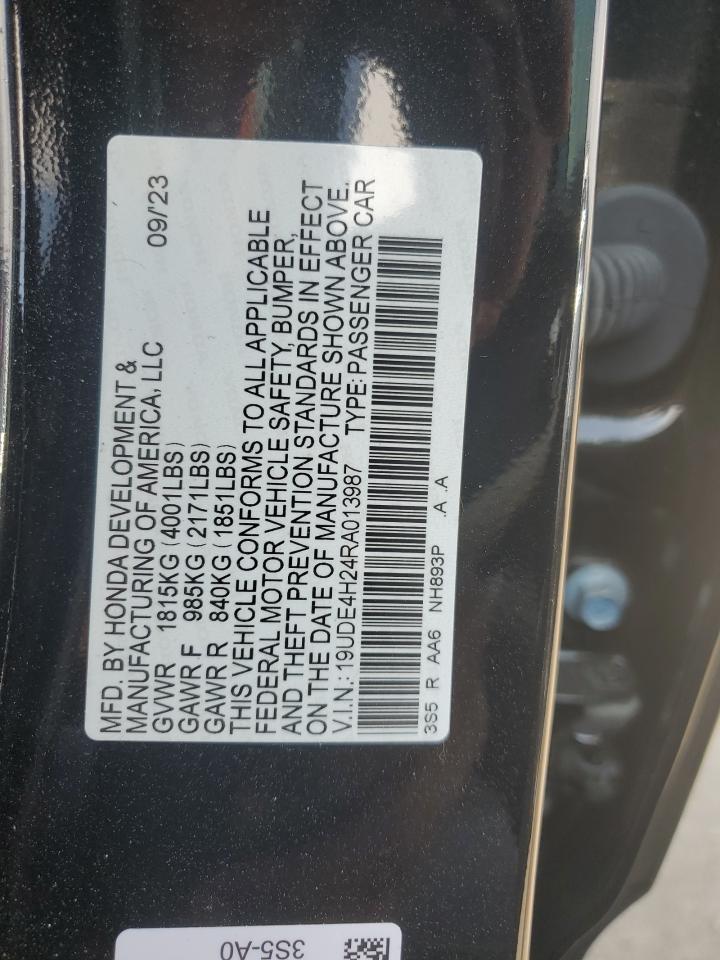 MFD. BY HONDA DEVELOPMENT &
MANUFACTURING OF AMERICA, LLC 09/'23
GVWR 1815KG (4001LBS)
GAWR F 985KG (2171LBS)
GAWR R 840KG (1851LBS)
THIS VEHICLE CONFORMS TO ALL APPLICABLE
FEDERAL MOTOR VEHICLE SAFETY, BUMPER,
AND THEFT PREVENTION STANDARDS IN EFFECT
ON THE DATE OF MANUFACTURE SHOWN ABOVE.
V.I.N.: 19UDE4H24RA013987 TYPE: PASSENGER CAR
3S5 R AA6 NH893P .A .A
3S5-A0